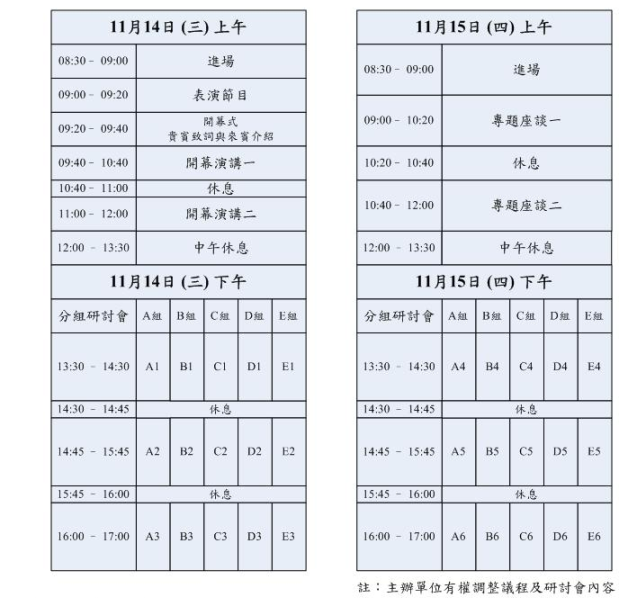 11月14日 (三) 上午
08:30 - 09:00 進場
09:00 - 09:20 表演節目
09:20 - 09:40 開幕式
貴賓致詞與來賓介紹
09:40 - 10:40 開幕演講一
10:40 - 11:00 休息
11:00 - 12:00 開幕演講二
12:00 - 13:30 中午休息
11月14日 (三) 下午
分組研討會 A組 B組 C組 D組 E組
13:30 - 14:30 A1 B1 C1 D1 E1
14:30 - 14:45 休息
14:45 - 15:45 A2 B2 C2 D2 E2
15:45 - 16:00 休息
16:00 - 17:00 A3 B3 C3 D3 E3
11月15日 (四) 上午
08:30 - 09:00 進場
09:00 - 10:20 專題座談一
10:20 - 10:40 休息
10:40 - 12:00 專題座談二
12:00 - 13:30 中午休息
11月15日 (四) 下午
分組研討會 A組 B組 C組 D組 E組
13:30 - 14:30 A4 B4 C4 D4 E4
14:30 - 14:45 休息
14:45 - 15:45 A5 B5 C5 D5 E5
15:45 - 16:00 休息
16:00 - 17:00 A6 B6 C6 D6 E6
註：主辦單位有權調整議程及研討會內容